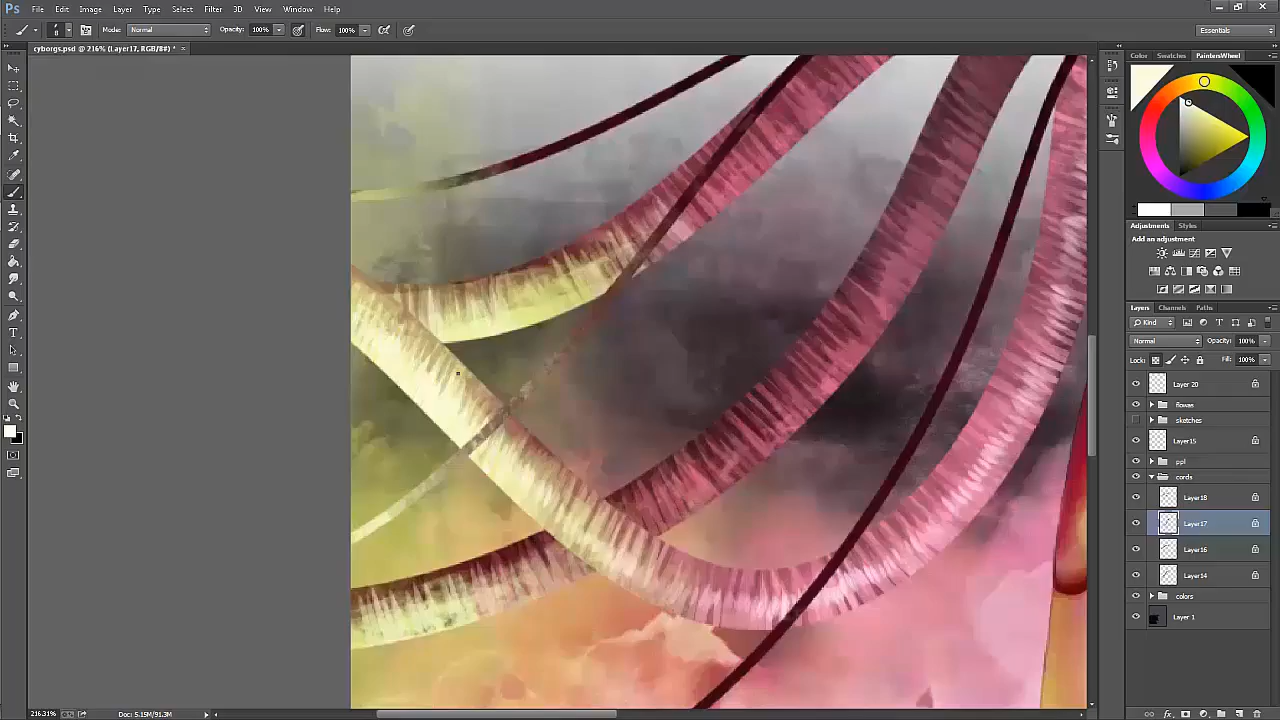 Ps File Edit Image Layer Type Select Filter 3D View Window Help
Mode: Normal Opacity: 100% Flow: 100% Essentials
cyborgs.psd @ 216% (Layer17, RGB/8#) * ×
Color Swatches PaintersWheel
Adjustments Styles
Add an adjustment
Layers Channels Paths
Kind
Normal Opacity: 100%
Lock: Fill: 100%
Layer 20
flowas
sketches
Layer15
ppl
cords
Layer18
Layer17
Layer16
Layer14
colors
Layer 1
216.31% Doc: 5.15M/91.3M